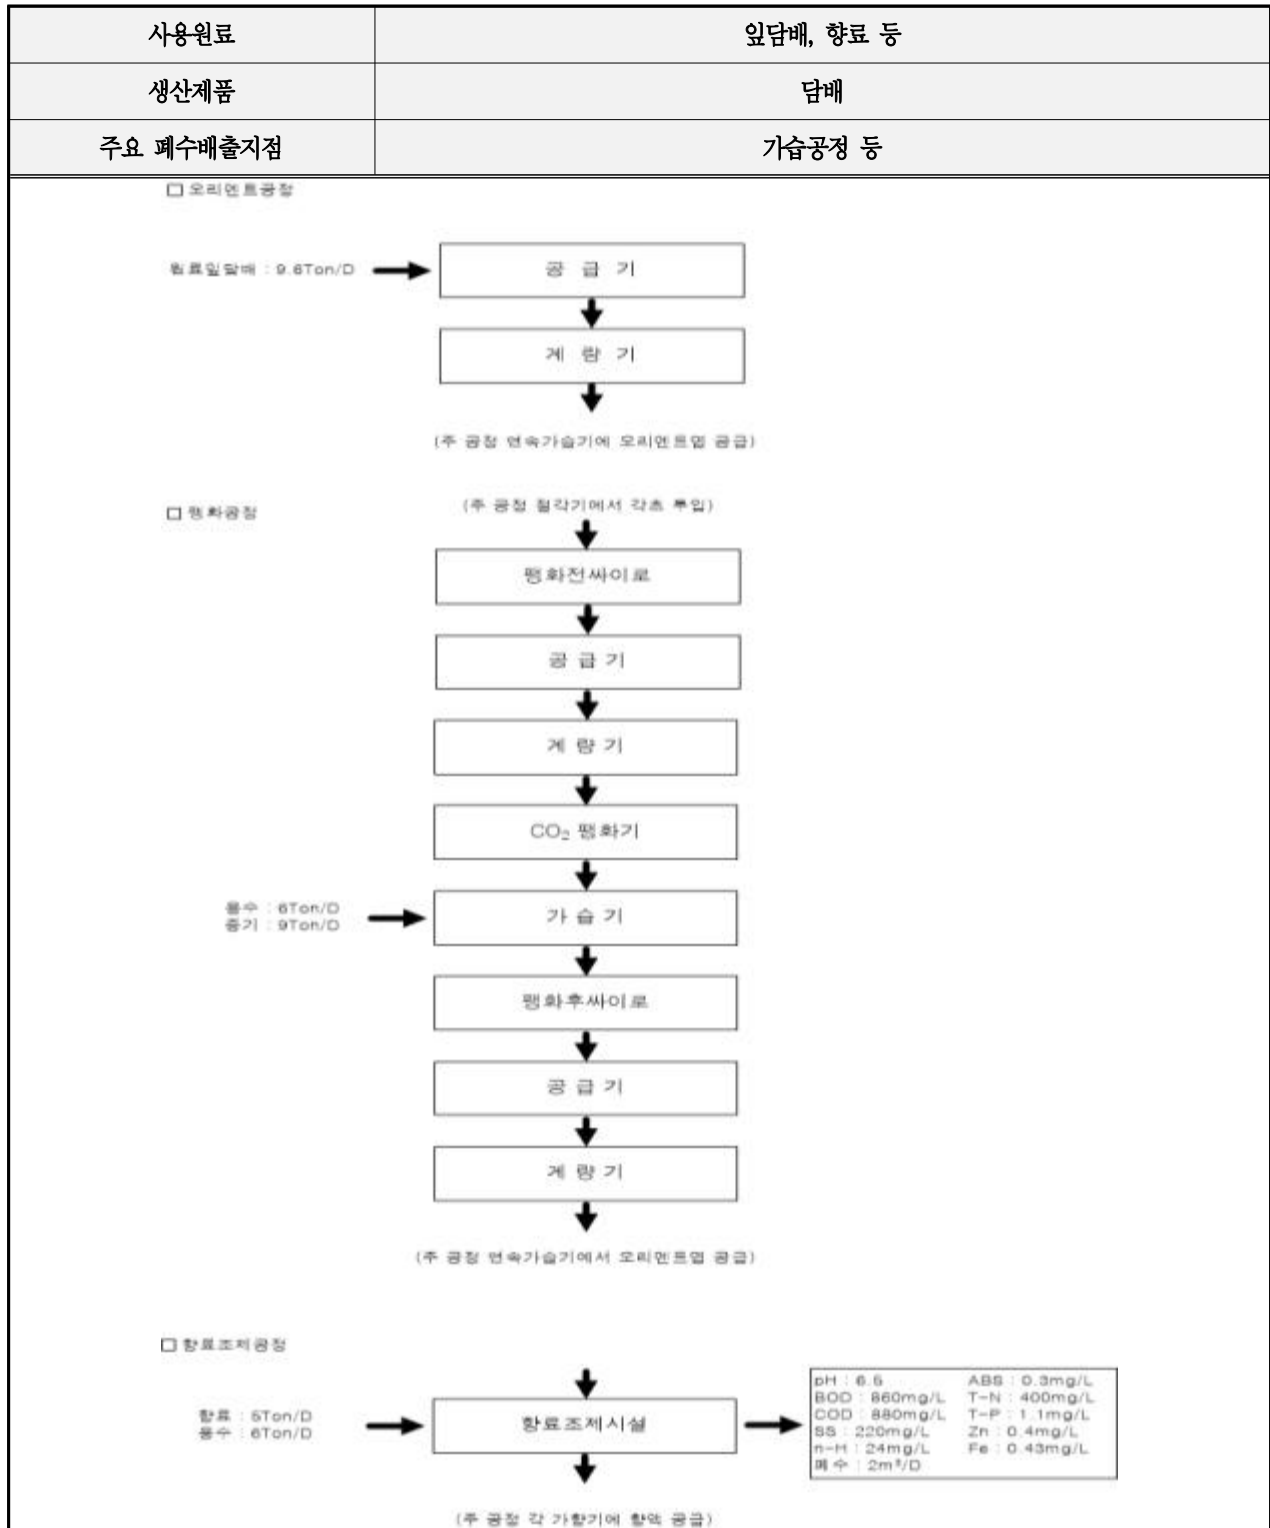 사용원료 잎담배, 향료 등
생산제품 담배
주요 폐수배출지점 가습공정 등
□ 오리엔트공정
원료잎담배 : 9.6Ton/D
공 급 기
계 량 기
(주 공정 연속가습기에 오리엔트엽 공급)
□ 팽화공정
(주 공정 절각기에서 각초 투입)
팽화전싸이로
공 급 기
계 량 기
CO₂ 팽화기
용수 : 6Ton/D
증기 : 9Ton/D
가 습 기
팽화후싸이로
공 급 기
계 량 기
(주 공정 연속가습기에서 오리엔트엽 공급)
□ 향료조제공정
향료 : 5Ton/D
용수 : 6Ton/D
향료조제시설
pH : 6.5 ABS : 0.3mg/L
BOD : 860mg/L T-N : 400mg/L
COD : 880mg/L T-P : 1.1mg/L
SS : 220mg/L Zn : 0.4mg/L
n-H : 24mg/L Fe : 0.43mg/L
폐수 : 2m³/D
(주 공정 각 가향기에 향액 공급)